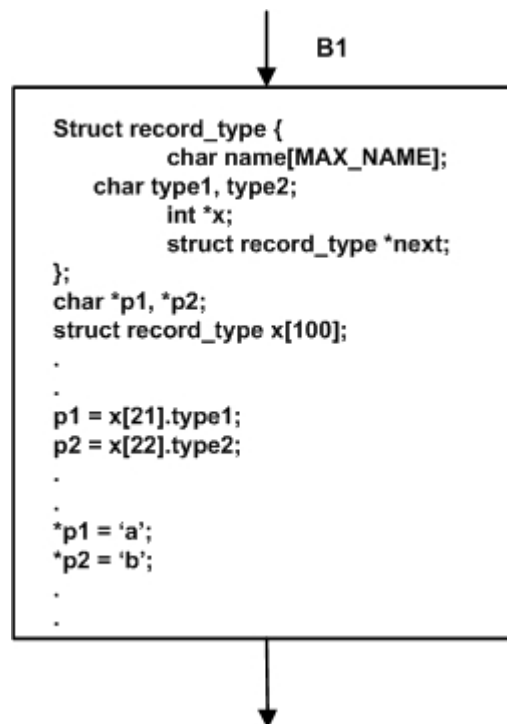 B1
Struct record_type {
char name[MAX_NAME];
char type1, type2;
int *x;
struct record_type *next;
};
char *p1, *p2;
struct record_type x[100];
.
.
p1 = x[21].type1;
p2 = x[22].type2;
.
.
*p1 = ‘a’;
*p2 = ‘b’;
.
.